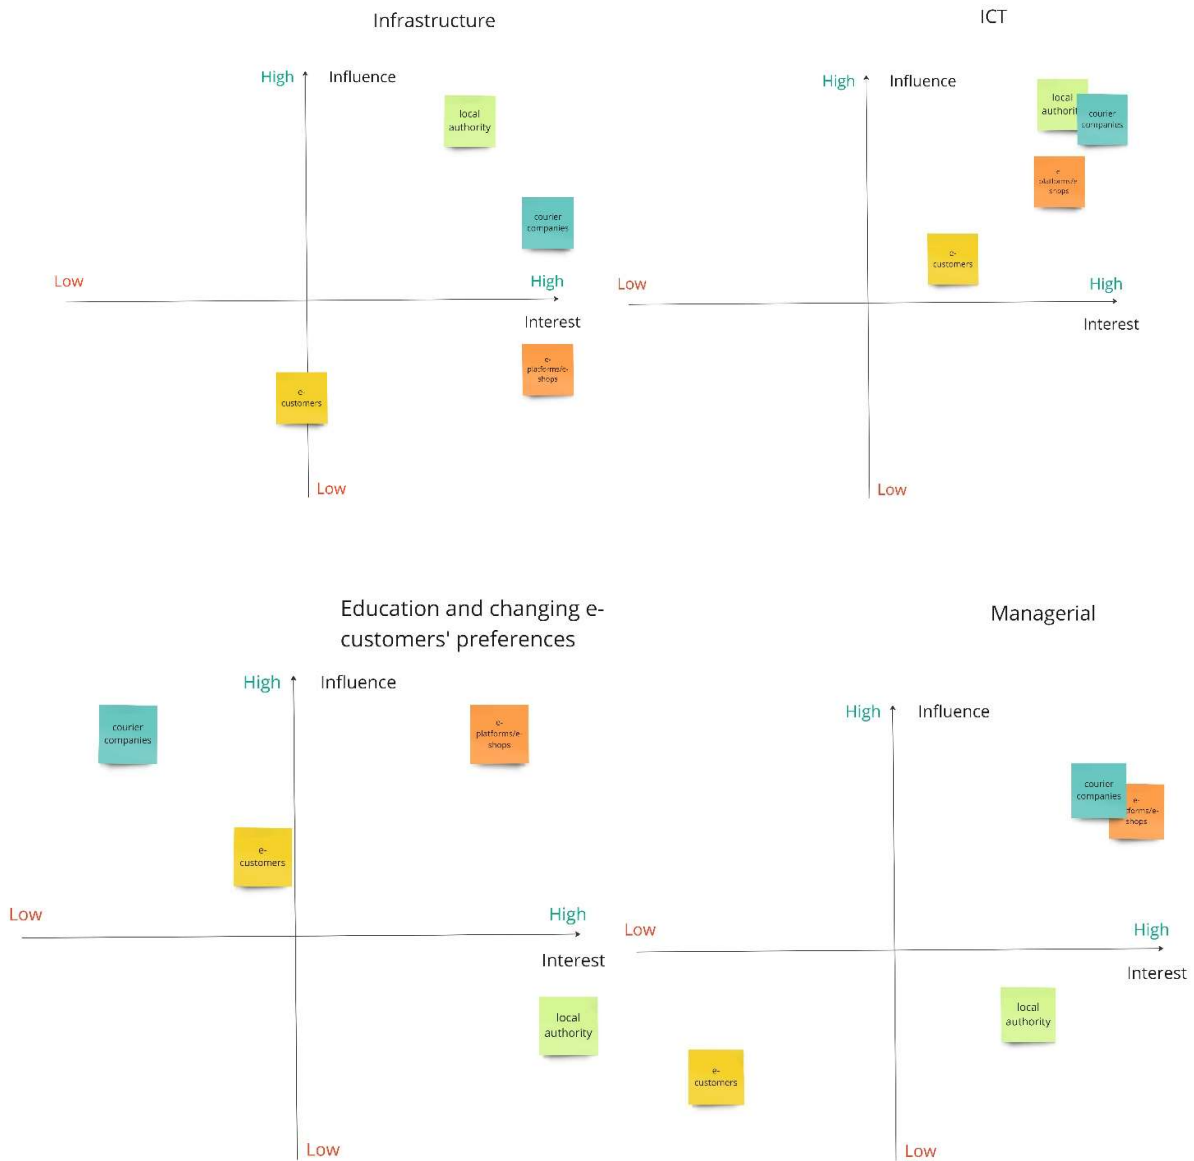 Infrastructure
High
Influence
local
authority
courier
companies
Low
High
Interest
e-
platforms/e-
shops
e-
customers
Low
ICT
High
Influence
local
authorit
courier
companies
e-
platforms/e-
shops
e-
customers
Low
High
Interest
Low
Education and changing e-
customers' preferences
High
Influence
courier
companies
e-
platforms/e-
shops
e-
customers
Low
High
Interest
local
authority
Low
Managerial
High
Influence
courier
companies
e-
tforms/e-
shops
Low
High
Interest
local
authority
e-
customers
Low